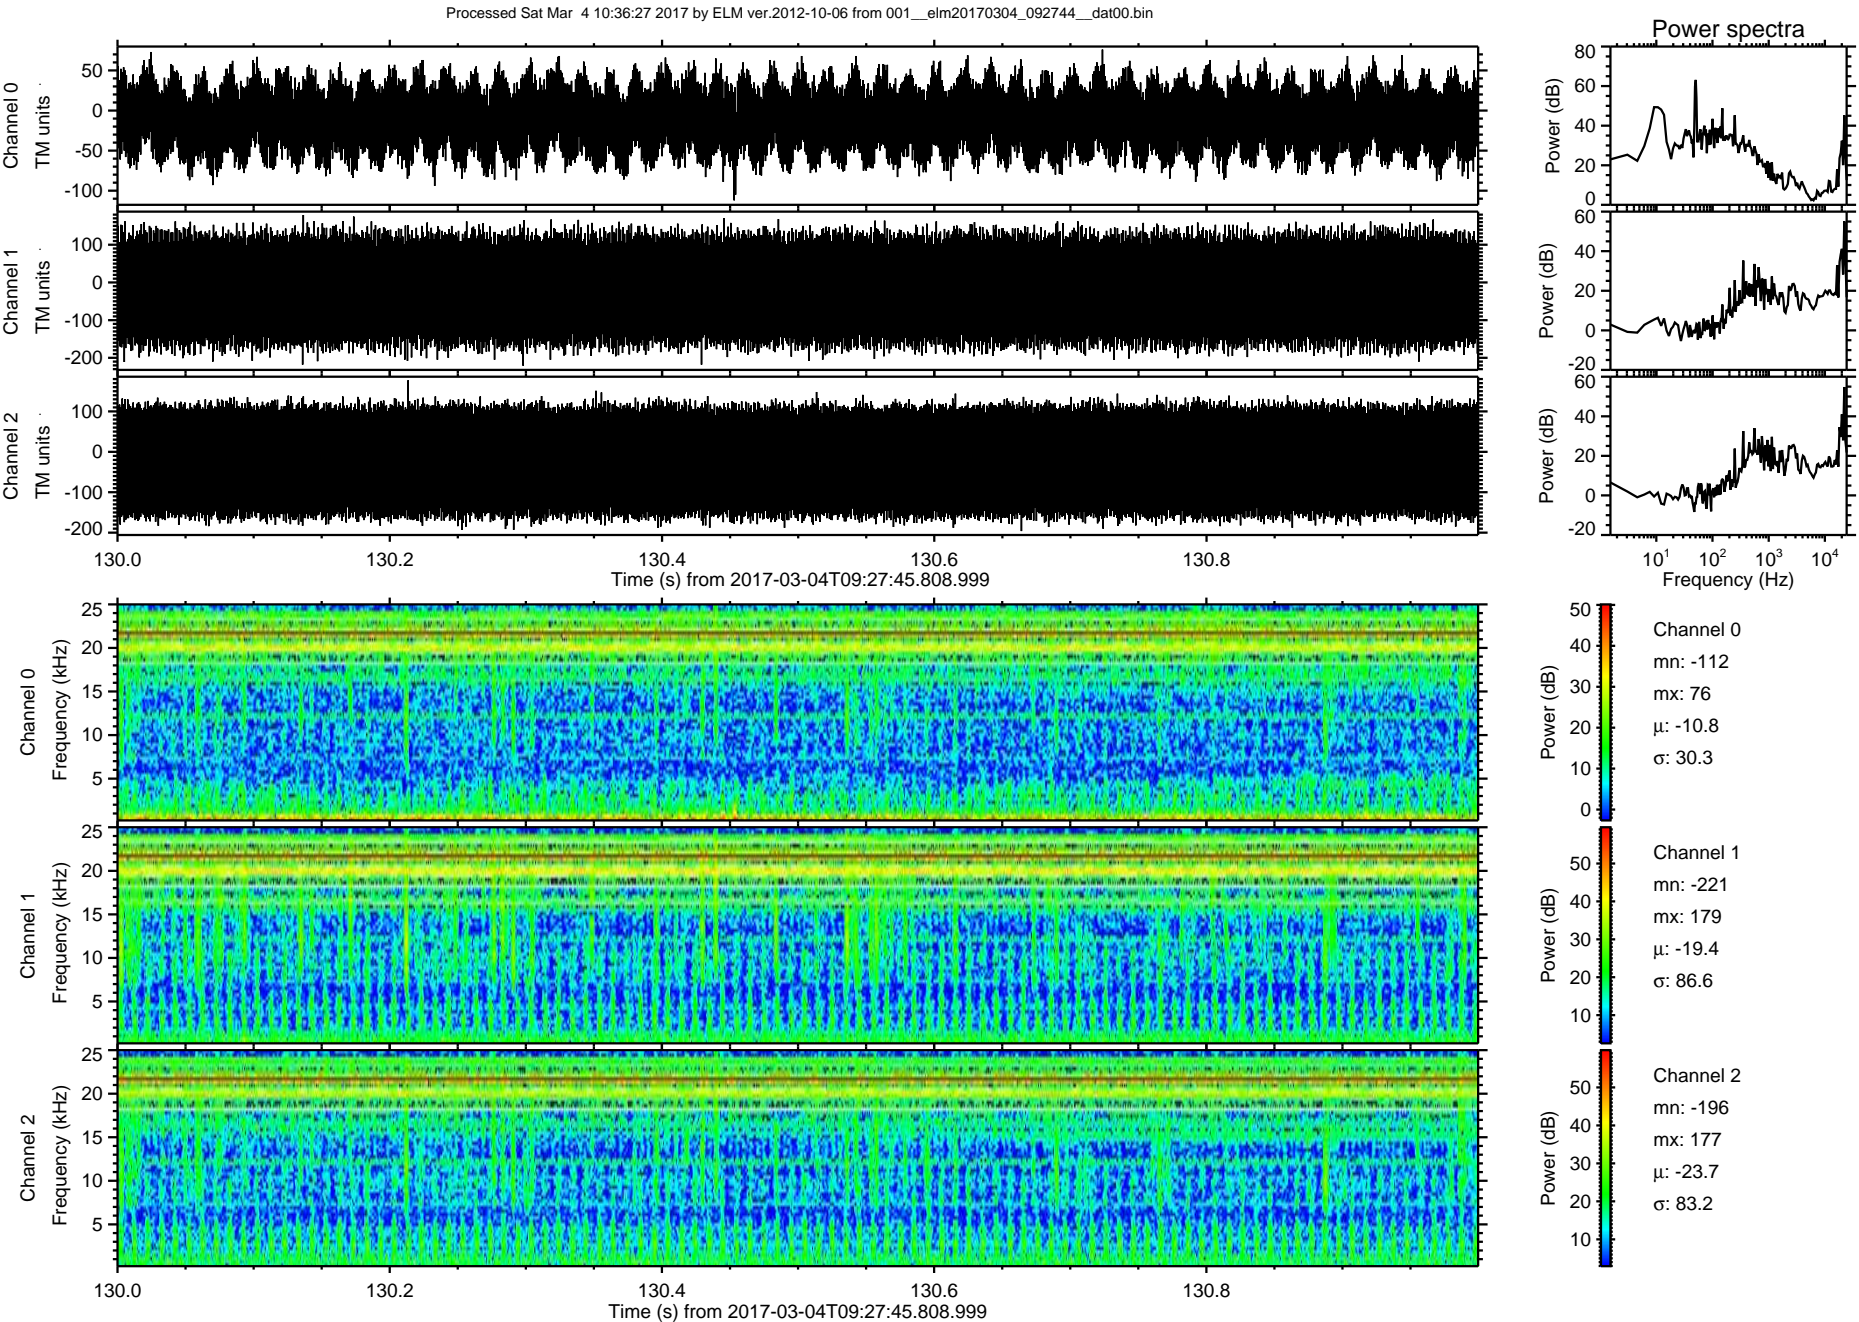 Processed Sat Mar  4 10:36:27 2017 by ELM ver.2012-10-06 from 001__elm20170304_092744__dat00.bin
Power spectra
Channel 0
TM units
50
0
-50
-100
Power (dB)
80
60
40
20
0
Channel 1
TM units
100
0
-100
-200
Power (dB)
60
40
20
0
-20
Channel 2
TM units
100
0
-100
-200
Power (dB)
60
40
20
0
-20
130.0 130.2 130.4 130.6 130.8
Time (s) from 2017-03-04T09:27:45.808.999
10^1 10^2 10^3 10^4
Frequency (Hz)
Channel 0
Frequency (kHz)
25
20
15
10
5
Power (dB)
50
40
30
20
10
0
Channel 0
mn: -112
mx: 76
μ: -10.8
σ: 30.3
Channel 1
Frequency (kHz)
25
20
15
10
5
Power (dB)
50
40
30
20
10
Channel 1
mn: -221
mx: 179
μ: -19.4
σ: 86.6
Channel 2
Frequency (kHz)
25
20
15
10
5
Power (dB)
50
40
30
20
10
Channel 2
mn: -196
mx: 177
μ: -23.7
σ: 83.2
130.0 130.2 130.4 130.6 130.8
Time (s) from 2017-03-04T09:27:45.808.999